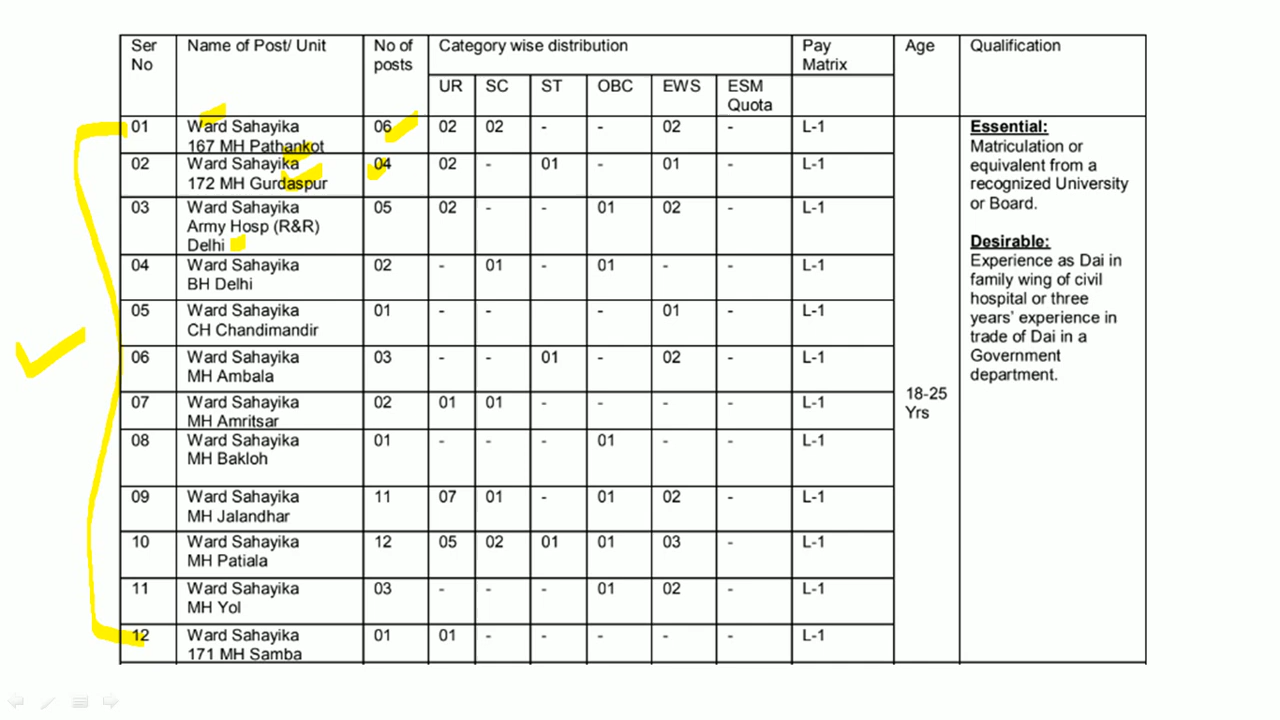 Ser No | Name of Post/ Unit | No of posts | Category wise distribution | Pay Matrix | Age | Qualification
UR | SC | ST | OBC | EWS | ESM Quota
01 | Ward Sahayika 167 MH Pathankot | 06 | 02 | 02 | - | - | 02 | - | L-1
02 | Ward Sahayika 172 MH Gurdaspur | 04 | 02 | - | 01 | - | 01 | - | L-1
03 | Ward Sahayika Army Hosp (R&R) Delhi | 05 | 02 | - | - | 01 | 02 | - | L-1
04 | Ward Sahayika BH Delhi | 02 | - | 01 | - | 01 | - | - | L-1
05 | Ward Sahayika CH Chandimandir | 01 | - | - | | - | 01 | - | L-1
06 | Ward Sahayika MH Ambala | 03 | - | - | 01 | - | 02 | - | L-1
07 | Ward Sahayika MH Amritsar | 02 | 01 | 01 | - | - | - | - | L-1
08 | Ward Sahayika MH Bakloh | 01 | - | - | - | 01 | - | - | L-1
09 | Ward Sahayika MH Jalandhar | 11 | 07 | 01 | - | 01 | 02 | - | L-1
10 | Ward Sahayika MH Patiala | 12 | 05 | 02 | 01 | 01 | 03 | - | L-1
11 | Ward Sahayika MH Yol | 03 | - | - | - | 01 | 02 | - | L-1
12 | Ward Sahayika 171 MH Samba | 01 | 01 | - | - | - | - | - | L-1
18-25
Yrs
Essential:
Matriculation or
equivalent from a
recognized University
or Board.
Desirable:
Experience as Dai in
family wing of civil
hospital or three
years' experience in
trade of Dai in a
Government
department.